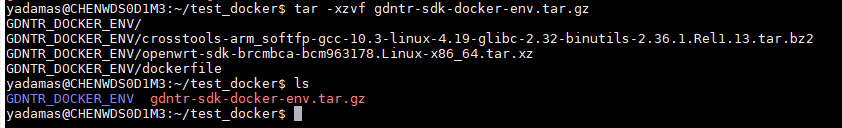 yadamas@CHENWDS0D1M3:~/test_docker$ tar -xzvf gdntr-sdk-docker-env.tar.gz
GDNTR_DOCKER_ENV/
GDNTR_DOCKER_ENV/crosstools-arm_softfp-gcc-10.3-linux-4.19-glibc-2.32-binutils-2.36.1.Rel1.13.tar.bz2
GDNTR_DOCKER_ENV/openwrt-sdk-brcmbca-bcm963178.Linux-x86_64.tar.xz
GDNTR_DOCKER_ENV/dockerfile
yadamas@CHENWDS0D1M3:~/test_docker$ ls
GDNTR_DOCKER_ENV  gdntr-sdk-docker-env.tar.gz
yadamas@CHENWDS0D1M3:~/test_docker$